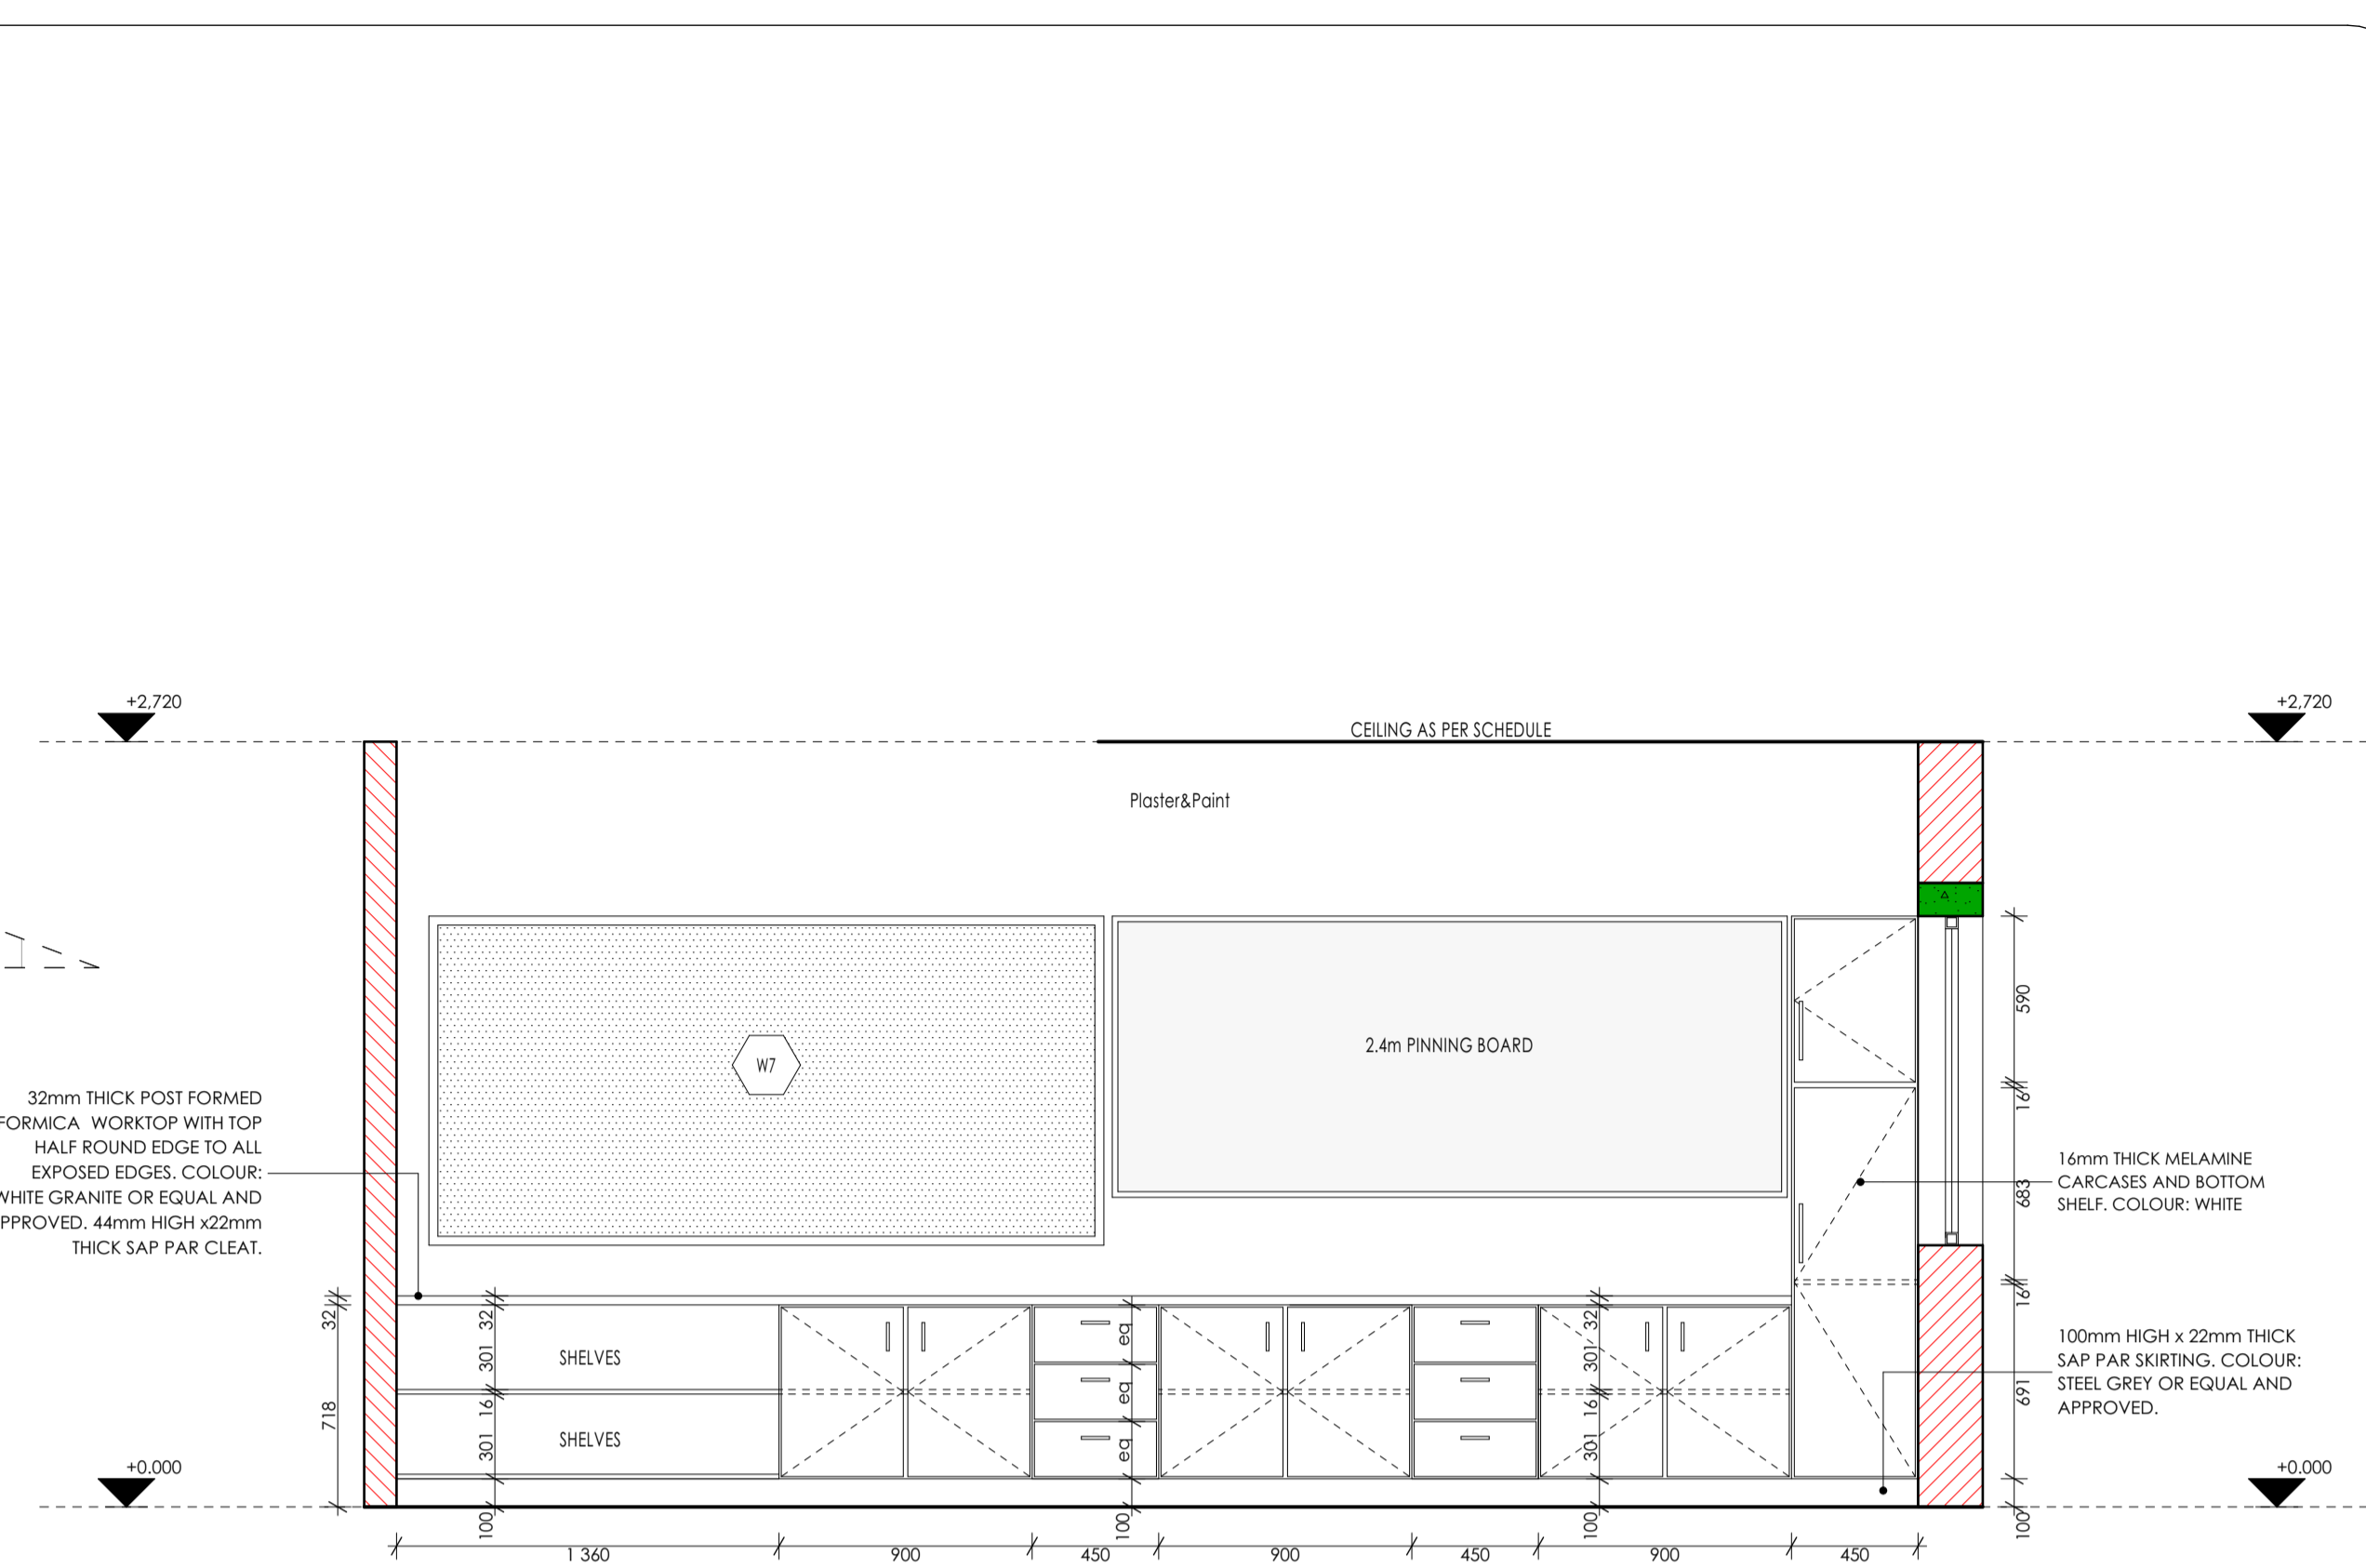 +2,720
+2,720
CEILING AS PER SCHEDULE
Plaster&Paint
W7
2.4m PINNING BOARD
32mm THICK POST FORMED
FORMICA WORKTOP WITH TOP
HALF ROUND EDGE TO ALL
EXPOSED EDGES. COLOUR:
WHITE GRANITE OR EQUAL AND
PPROVED. 44mm HIGH x22mm
THICK SAP PAR CLEAT.
590
16
683
16
691
100
16mm THICK MELAMINE
CARCASES AND BOTTOM
SHELF. COLOUR: WHITE
100mm HIGH x 22mm THICK
SAP PAR SKIRTING. COLOUR:
STEEL GREY OR EQUAL AND
APPROVED.
32
718
32
301
16
301
100
SHELVES
SHELVES
eq
eq
eq
100
32
301
16
301
100
+0.000
+0.000
1 360
900
450
900
450
900
450